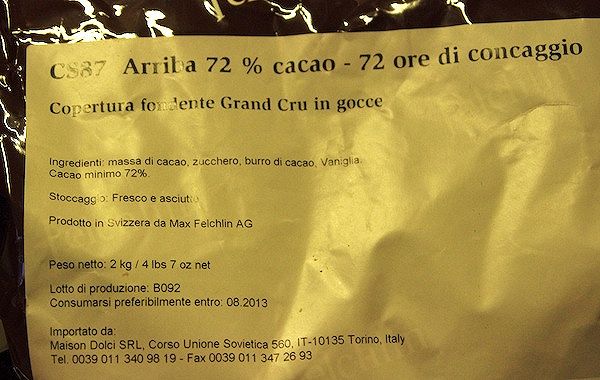 CS87 Arriba 72 % cacao - 72 ore di concaggio
Copertura fondente Grand Cru in gocce
Ingredienti: massa di cacao, zucchero, burro di cacao, Vaniglia.
Cacao minimo 72%.
Stoccaggio: Fresco e asciutto
Prodotto in Svizzera da Max Felchlin AG
Peso netto: 2 kg / 4 lbs 7 oz net
Lotto di produzione: B092
Consumarsi preferibilmente entro: 08.2013
Importato da:
Maison Dolci SRL, Corso Unione Sovietica 560, IT-10135 Torino, Italy
Tel. 0039 011 340 98 19 - Fax 0039 011 347 26 93